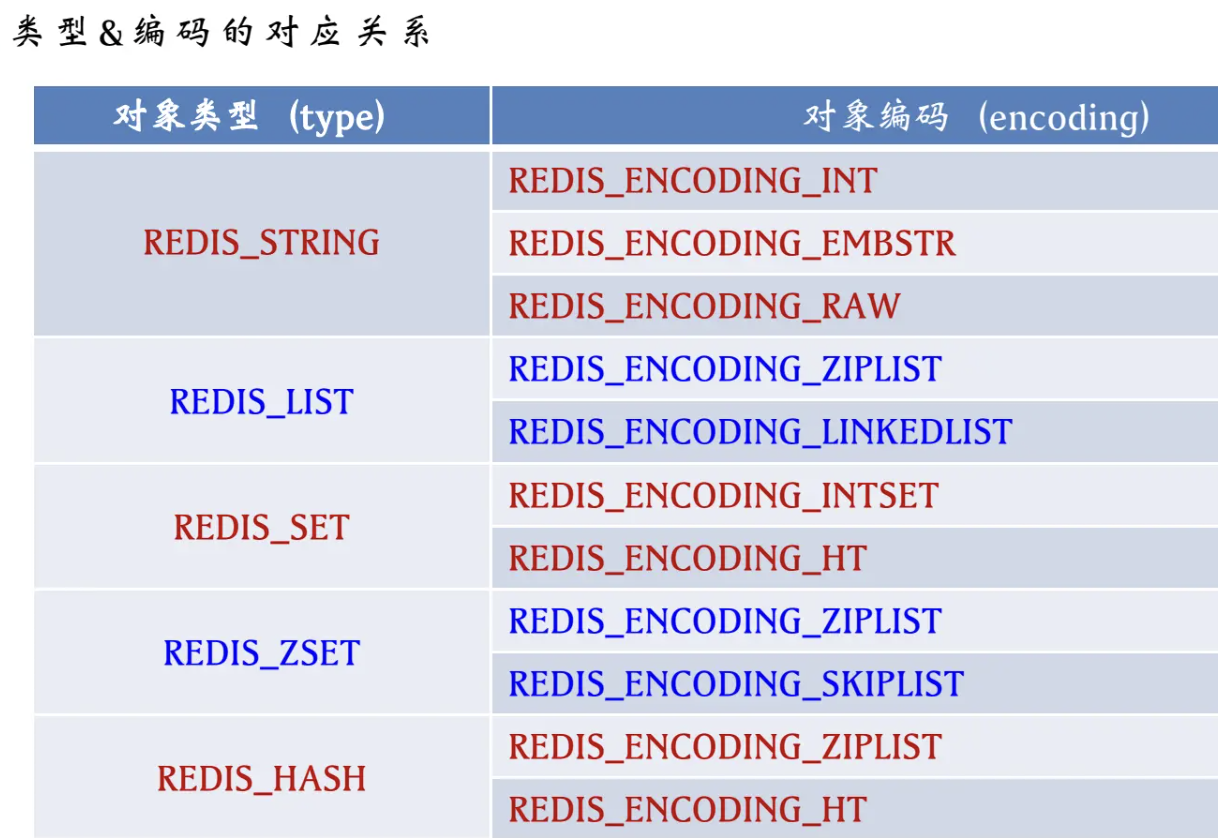 类型&编码的对应关系
对象类型 (type)
对象编码 (encoding)
REDIS_STRING
REDIS_ENCODING_INT
REDIS_ENCODING_EMBSTR
REDIS_ENCODING_RAW
REDIS_LIST
REDIS_ENCODING_ZIPLIST
REDIS_ENCODING_LINKEDLIST
REDIS_SET
REDIS_ENCODING_INTSET
REDIS_ENCODING_HT
REDIS_ZSET
REDIS_ENCODING_ZIPLIST
REDIS_ENCODING_SKIPLIST
REDIS_HASH
REDIS_ENCODING_ZIPLIST
REDIS_ENCODING_HT